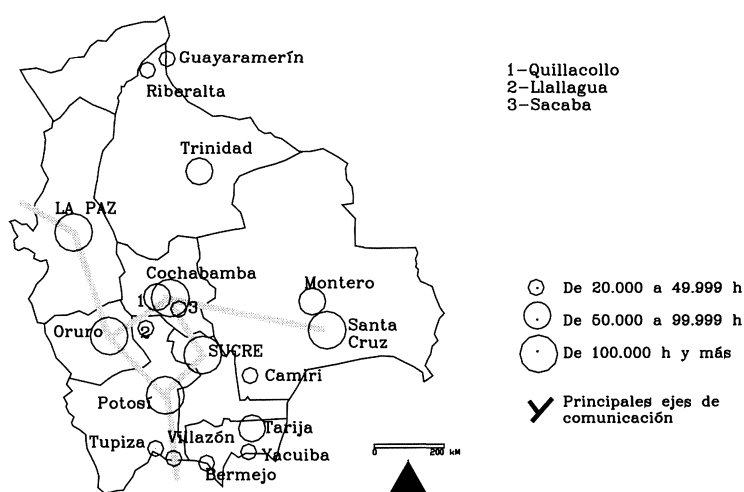 Guayaramerín
Riberalta
1-Quillacollo
2-Llallagua
3-Sacaba
Trinidad
LA PAZ
Cochabamba
1
3
Montero
Oruro
2
Santa
Cruz
SUCRE
Camiri
Potosí
Tarija
Villazón
Tupiza
Yacuiba
Bermejo
De 20.000 a 49.999 h
De 50.000 a 99.999 h
De 100.000 h y más
Principales ejes de
comunicación
0 200 kM